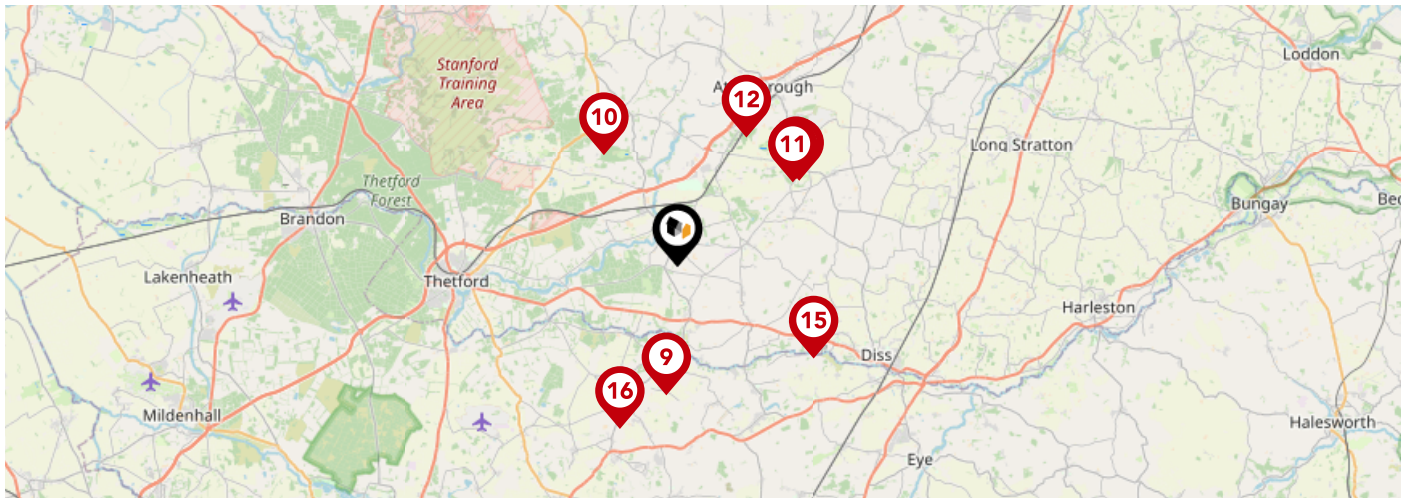 Loddon
Stanford
Training
Area
12
10
11
Long Stratton
Thetford
Forest
Brandon
Bungay
Lakenheath
Thetford
Harleston
15
Diss
9
16
Mildenhall
Halesworth
Eye